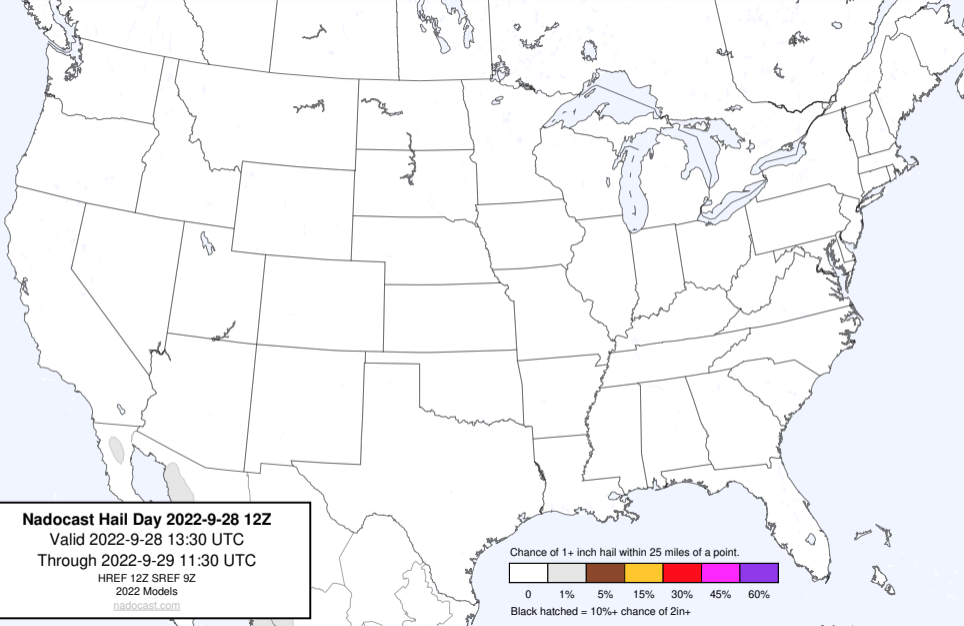 Nadocast Hail Day 2022-9-28 12Z
Valid 2022-9-28 13:30 UTC
Through 2022-9-29 11:30 UTC
HREF 12Z SREF 9Z
2022 Models
nadocast.com
Chance of 1+ inch hail within 25 miles of a point.
0 1% 5% 15% 30% 45% 60%
Black hatched = 10%+ chance of 2in+